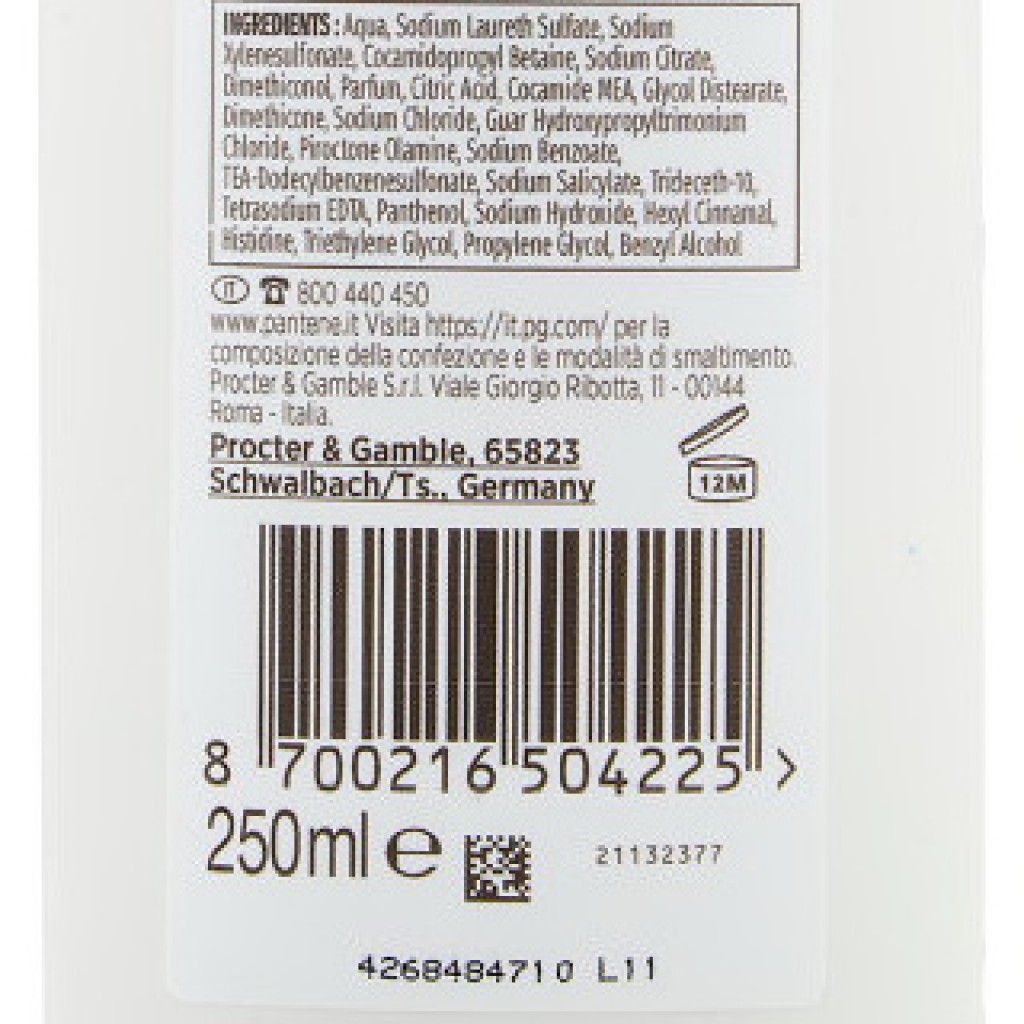 INGREDIENTS : Aqua, Sodium Laureth Sulfate, Sodium
Xylenesulfonate, Cocamidopropyl Betaine, Sodium Citrate,
Dimethiconol, Parfum, Citric Acid, Cocamide MEA, Glycol Distearate,
Dimethicone, Sodium Chloride, Guar Hydroxypropyltrimonium
Chloride, Piroctone Olamine, Sodium Benzoate,
TEA-Dodecylbenzenesulfonate, Sodium Salicylate, Trideceth-10,
Tetrasodium EDTA, Panthenol, Sodium Hydroxide, Hexyl Cinnamal,
Histidine, Triethylene Glycol, Propylene Glycol, Benzyl Alcohol
IT ☎ 800 440 450
www.pantene.it Visita https://it.pg.com/ per la
composizione della confezione e le modalità di smaltimento.
Procter & Gamble S.r.l. Viale Giorgio Ribotta, 11 - 00144
Roma - Italia.
Procter & Gamble, 65823
Schwalbach/Ts., Germany
12M
8 700216 504225 >
250ml e
21132377
4268484710 L11